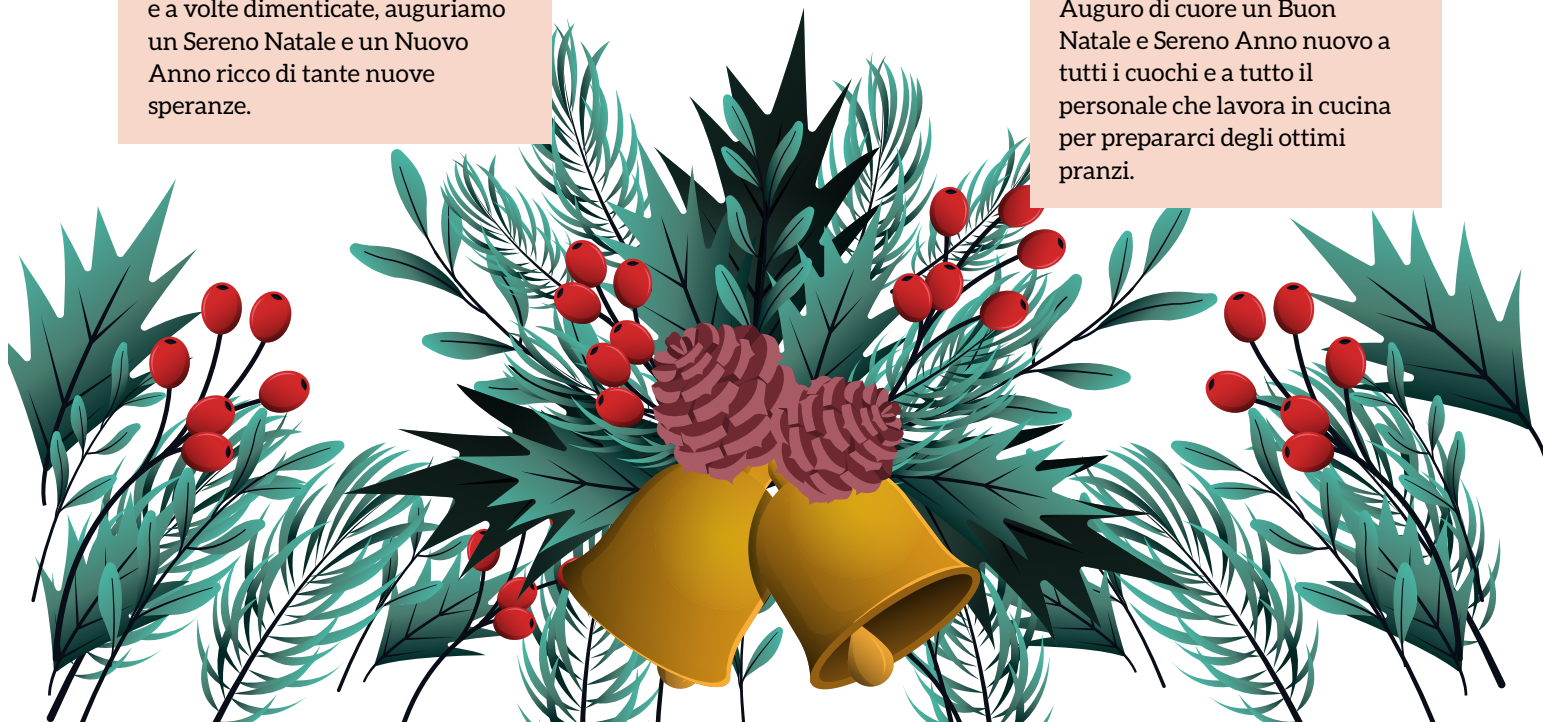 e a volte dimenticate, auguriamo
un Sereno Natale e un Nuovo
Anno ricco di tante nuove
speranze.
Auguro di cuore un Buon
Natale e Sereno Anno nuovo a
tutti i cuochi e a tutto il
personale che lavora in cucina
per prepararci degli ottimi
pranzi.